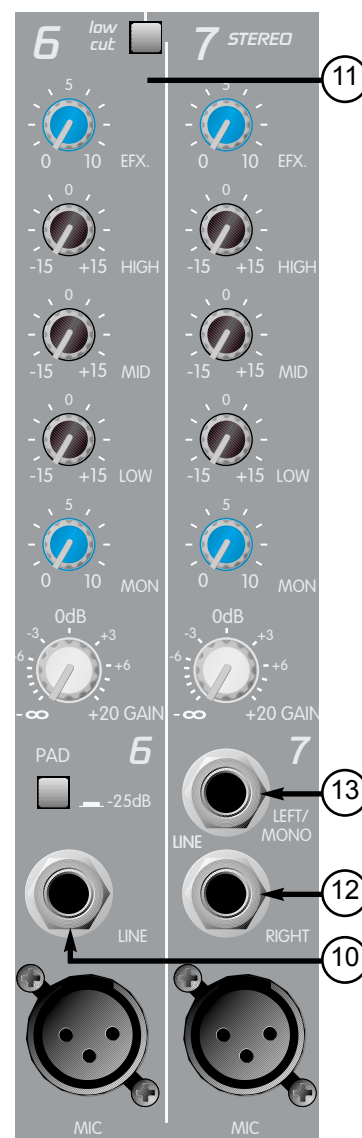 6 low cut 7 STEREO
11
5 5
0 10 EFX. 0 10 EFX.
0 0
-15 +15 HIGH -15 +15 HIGH
0 0
-15 +15 MID -15 +15 MID
0 0
-15 +15 LOW -15 +15 LOW
5 5
0 10 MON 0 10 MON
0dB 0dB
-3 +3 -3 +3
-6 +6 -6 +6
-∞ +20 GAIN -∞ +20 GAIN
PAD 6 7
-25dB
13
LEFT/
LINE MONO
12
LINE RIGHT
10
MIC MIC